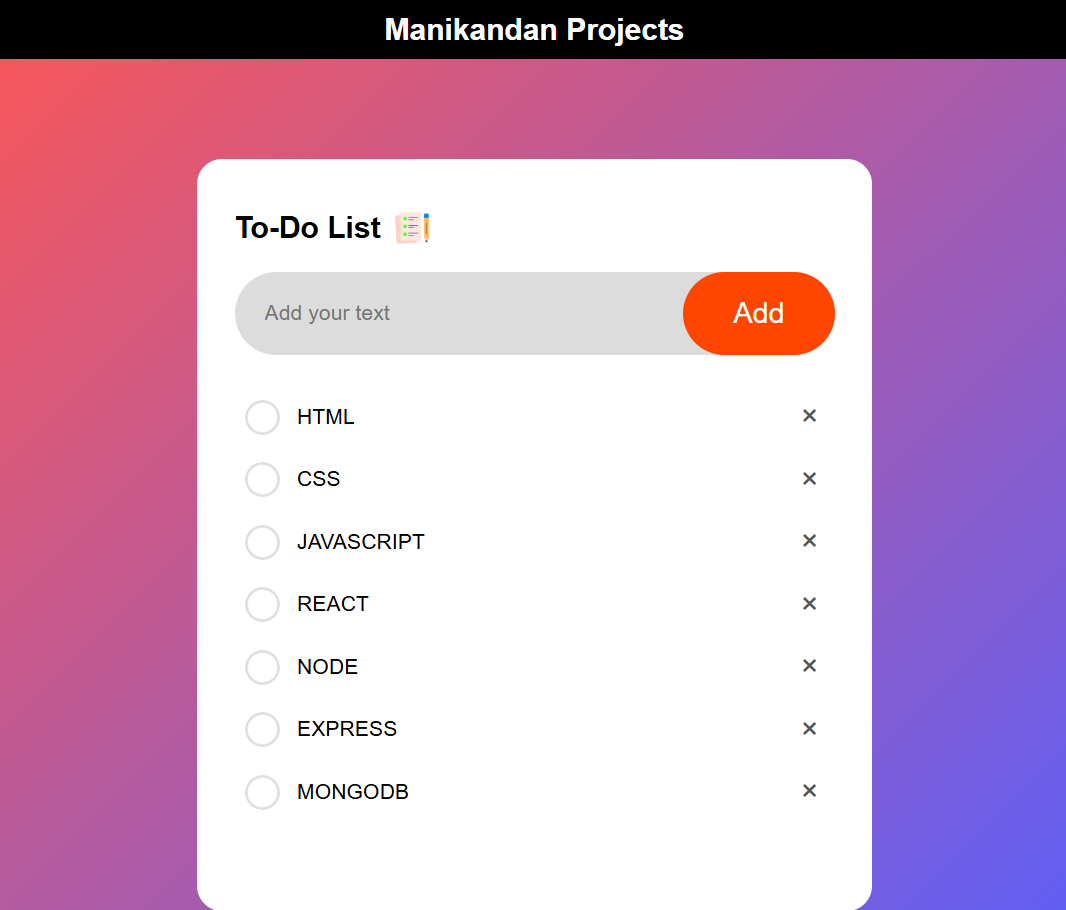 Manikandan Projects
To-Do List
Add your text
Add
HTML
CSS
JAVASCRIPT
REACT
NODE
EXPRESS
MONGODB